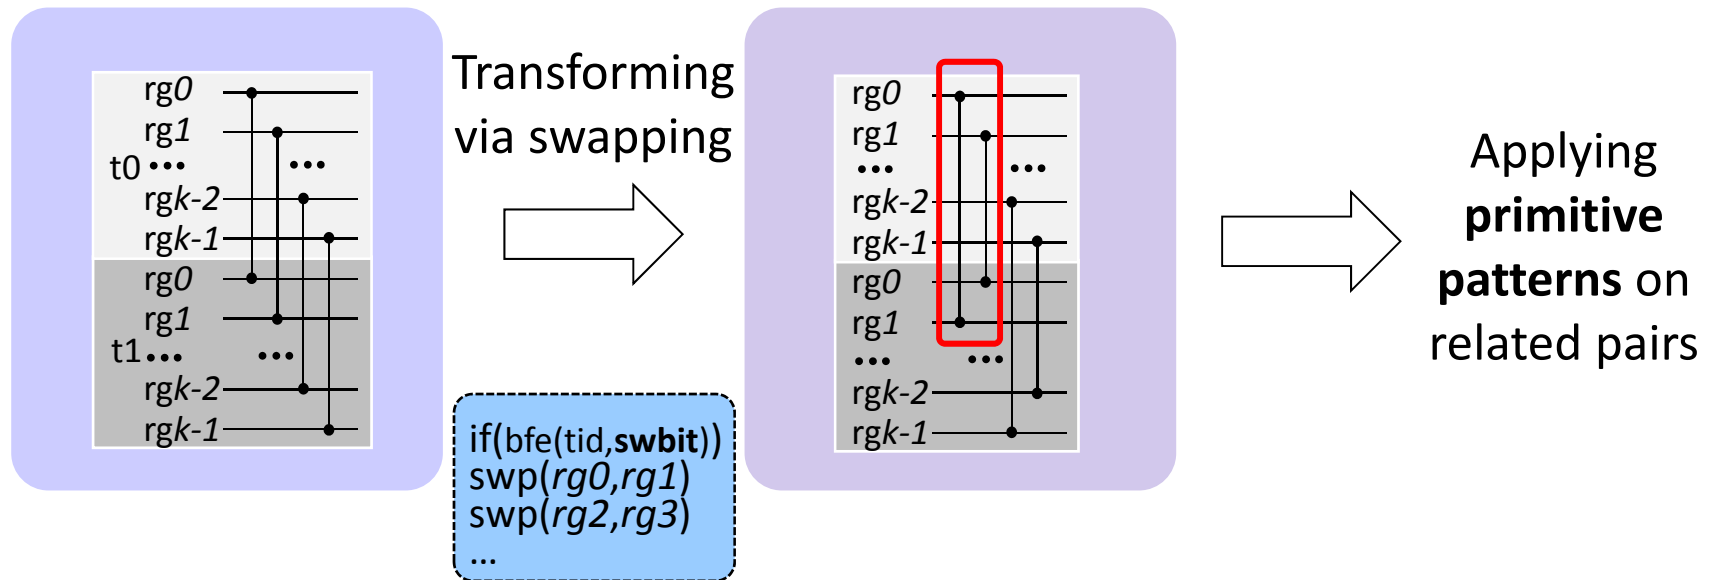 rg0
rg1
t0 ... ...
rgk-2
rgk-1
rg0
rg1
t1 ... ...
rgk-2
rgk-1
Transforming
via swapping
if(bfe(tid,swbit))
swp(rg0,rg1)
swp(rg2,rg3)
...
rg0
rg1
... ...
rgk-2
rgk-1
rg0
rg1
... ...
rgk-2
rgk-1
Applying
primitive
patterns on
related pairs